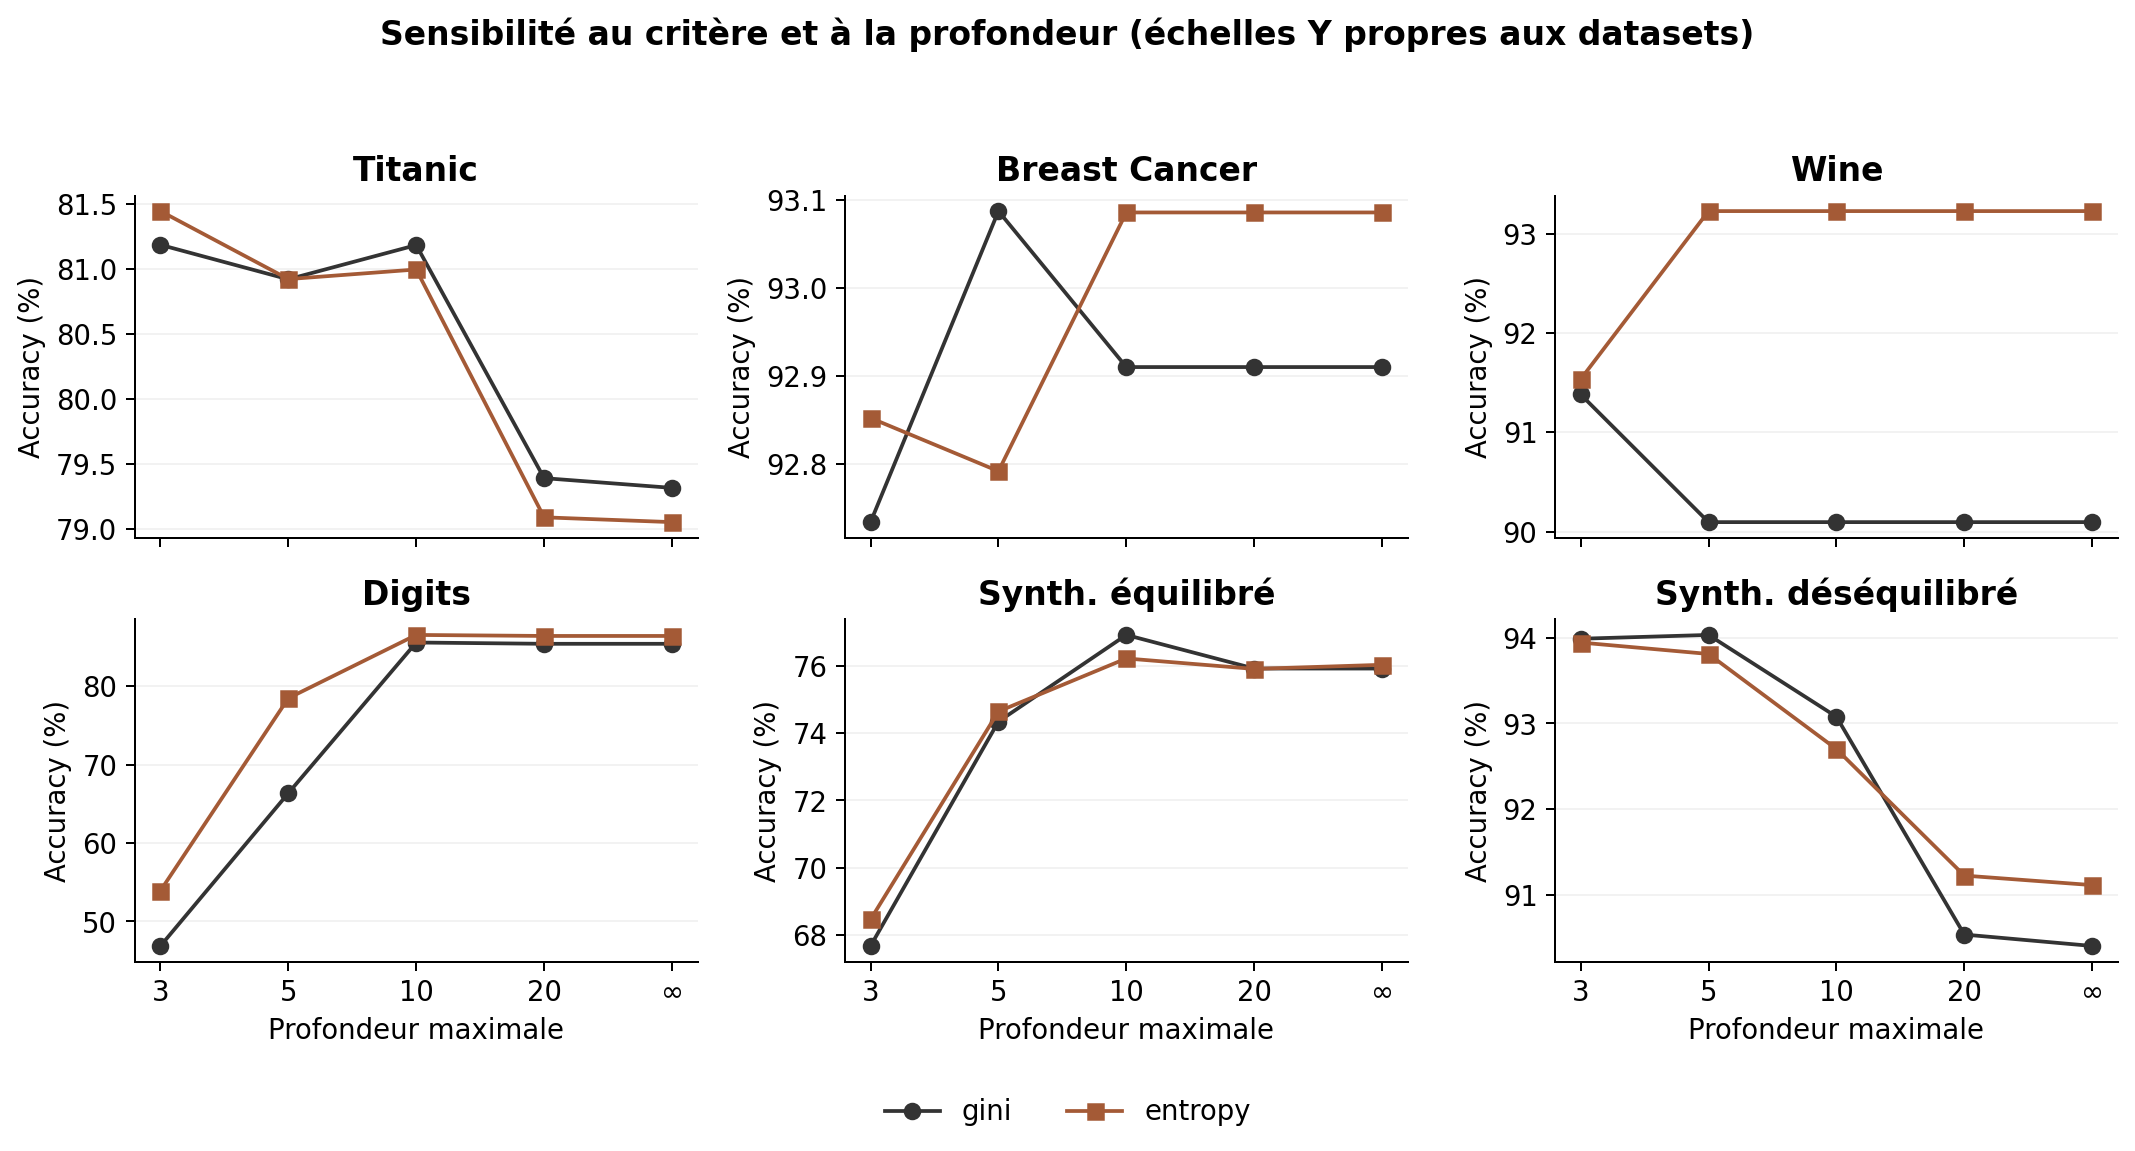 Sensibilité au critère et à la profondeur (échelles Y propres aux datasets)
Titanic
Accuracy (%)
81.5
81.0
80.5
80.0
79.5
79.0
Breast Cancer
Accuracy (%)
93.1
93.0
92.9
92.8
Wine
Accuracy (%)
93
92
91
90
Digits
Accuracy (%)
80
70
60
50
3 5 10 20 ∞
Profondeur maximale
Synth. équilibré
Accuracy (%)
76
74
72
70
68
3 5 10 20 ∞
Profondeur maximale
Synth. déséquilibré
Accuracy (%)
94
93
92
91
3 5 10 20 ∞
Profondeur maximale
gini entropy